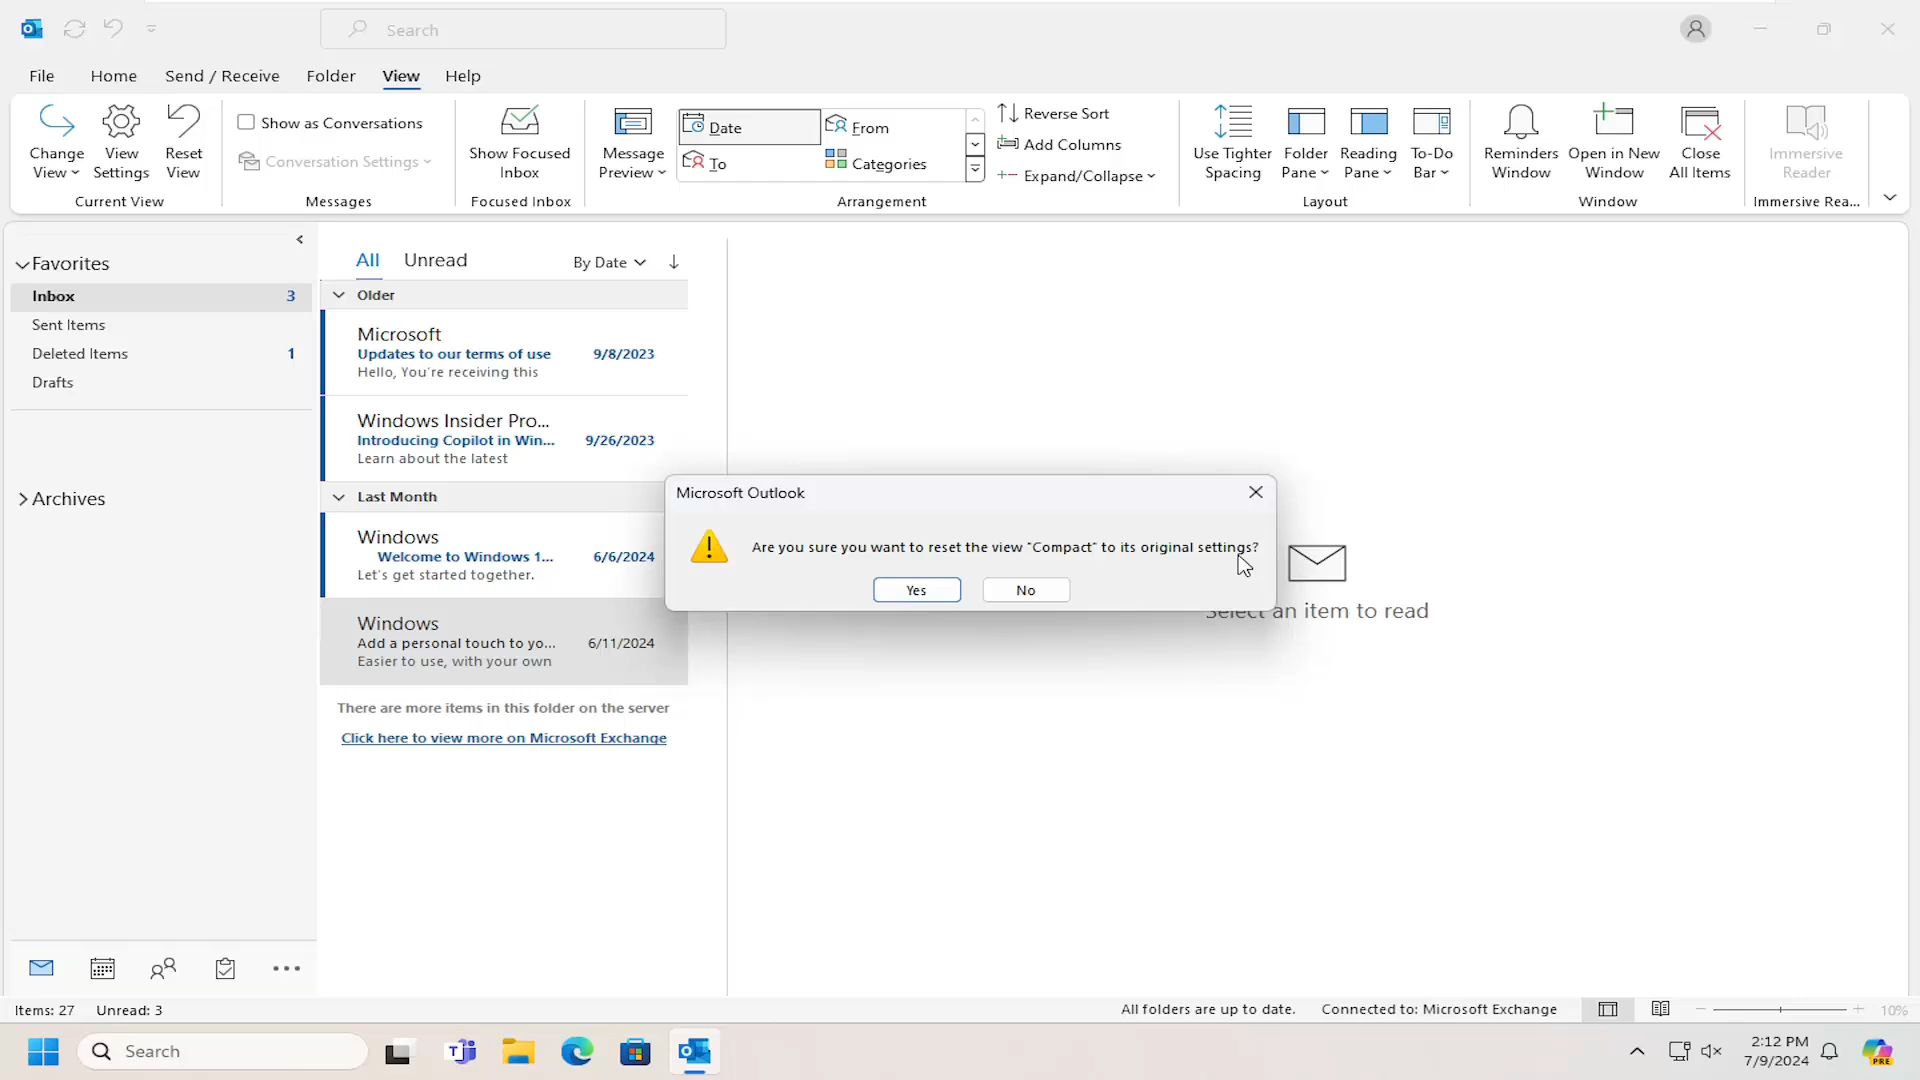 Search
File
Home
Send / Receive
Folder
View
Help
Change View
View Settings
Reset View
Current View
Show as Conversations
Conversation Settings
Messages
Show Focused Inbox
Focused Inbox
Message Preview
Date
From
To
Categories
Reverse Sort
Add Columns
Expand/Collapse
Arrangement
Use Tighter Spacing
Folder Pane
Reading Pane
To-Do Bar
Layout
Reminders Window
Open in New Window
Close All Items
Window
Immersive Reader
Immersive Rea...
Favorites
Inbox 3
Sent Items
Deleted Items 1
Drafts
Archives
All
Unread
By Date
Older
Microsoft
Updates to our terms of use 9/8/2023
Hello, You're receiving this
Windows Insider Pro...
Introducing Copilot in Win... 9/26/2023
Learn about the latest
Last Month
Windows
Welcome to Windows 1... 6/6/2024
Let's get started together.
Windows
Add a personal touch to yo... 6/11/2024
Easier to use, with your own
There are more items in this folder on the server
Click here to view more on Microsoft Exchange
Microsoft Outlook
Are you sure you want to reset the view "Compact" to its original settings?
Yes
No
Select an item to read
Items: 27
Unread: 3
All folders are up to date.
Connected to: Microsoft Exchange
10%
Search
2:12 PM
7/9/2024
PRE